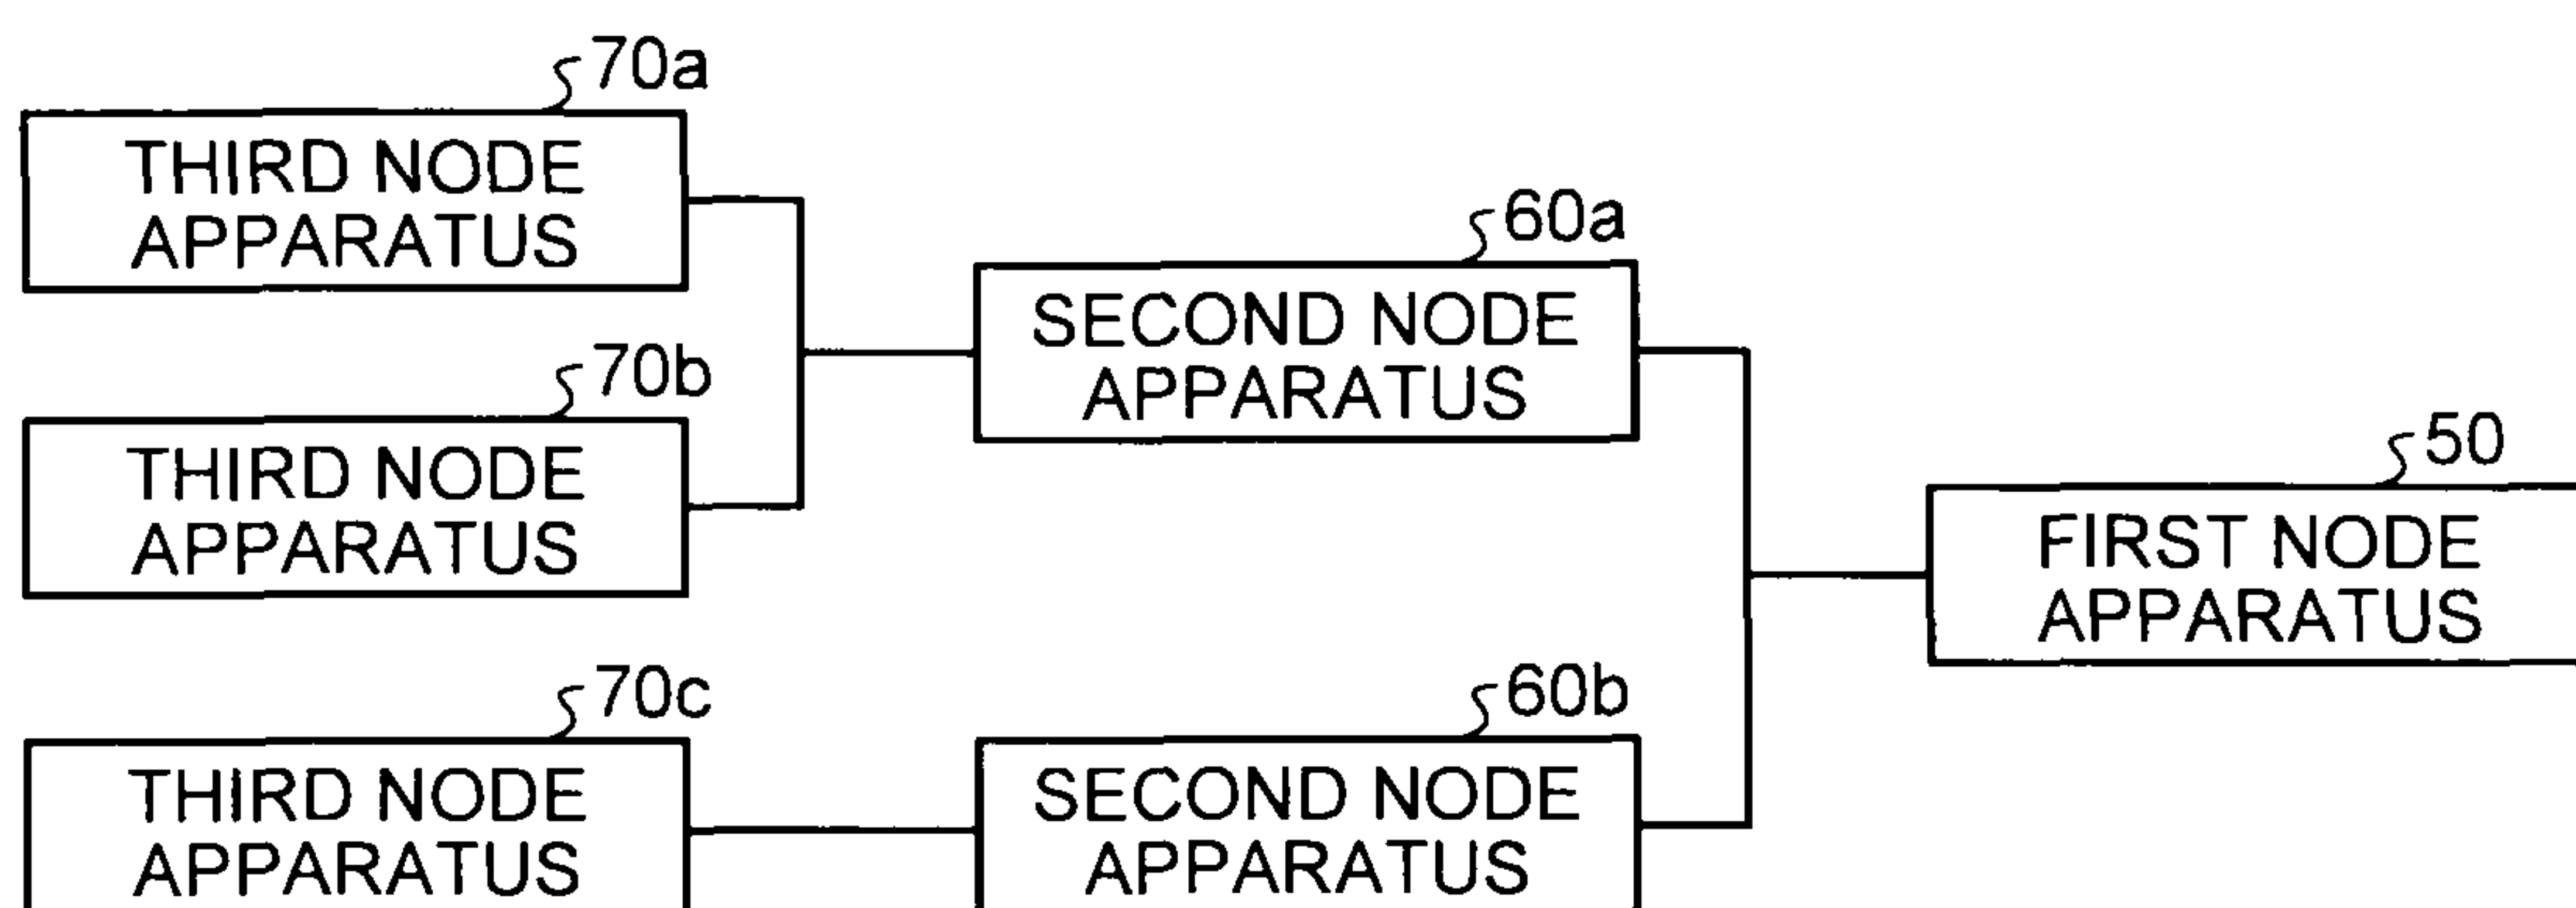 70a
THIRD NODE
APPARATUS
60a
SECOND NODE
APPARATUS
70b
THIRD NODE
APPARATUS
50
FIRST NODE
APPARATUS
70c
THIRD NODE
APPARATUS
60b
SECOND NODE
APPARATUS